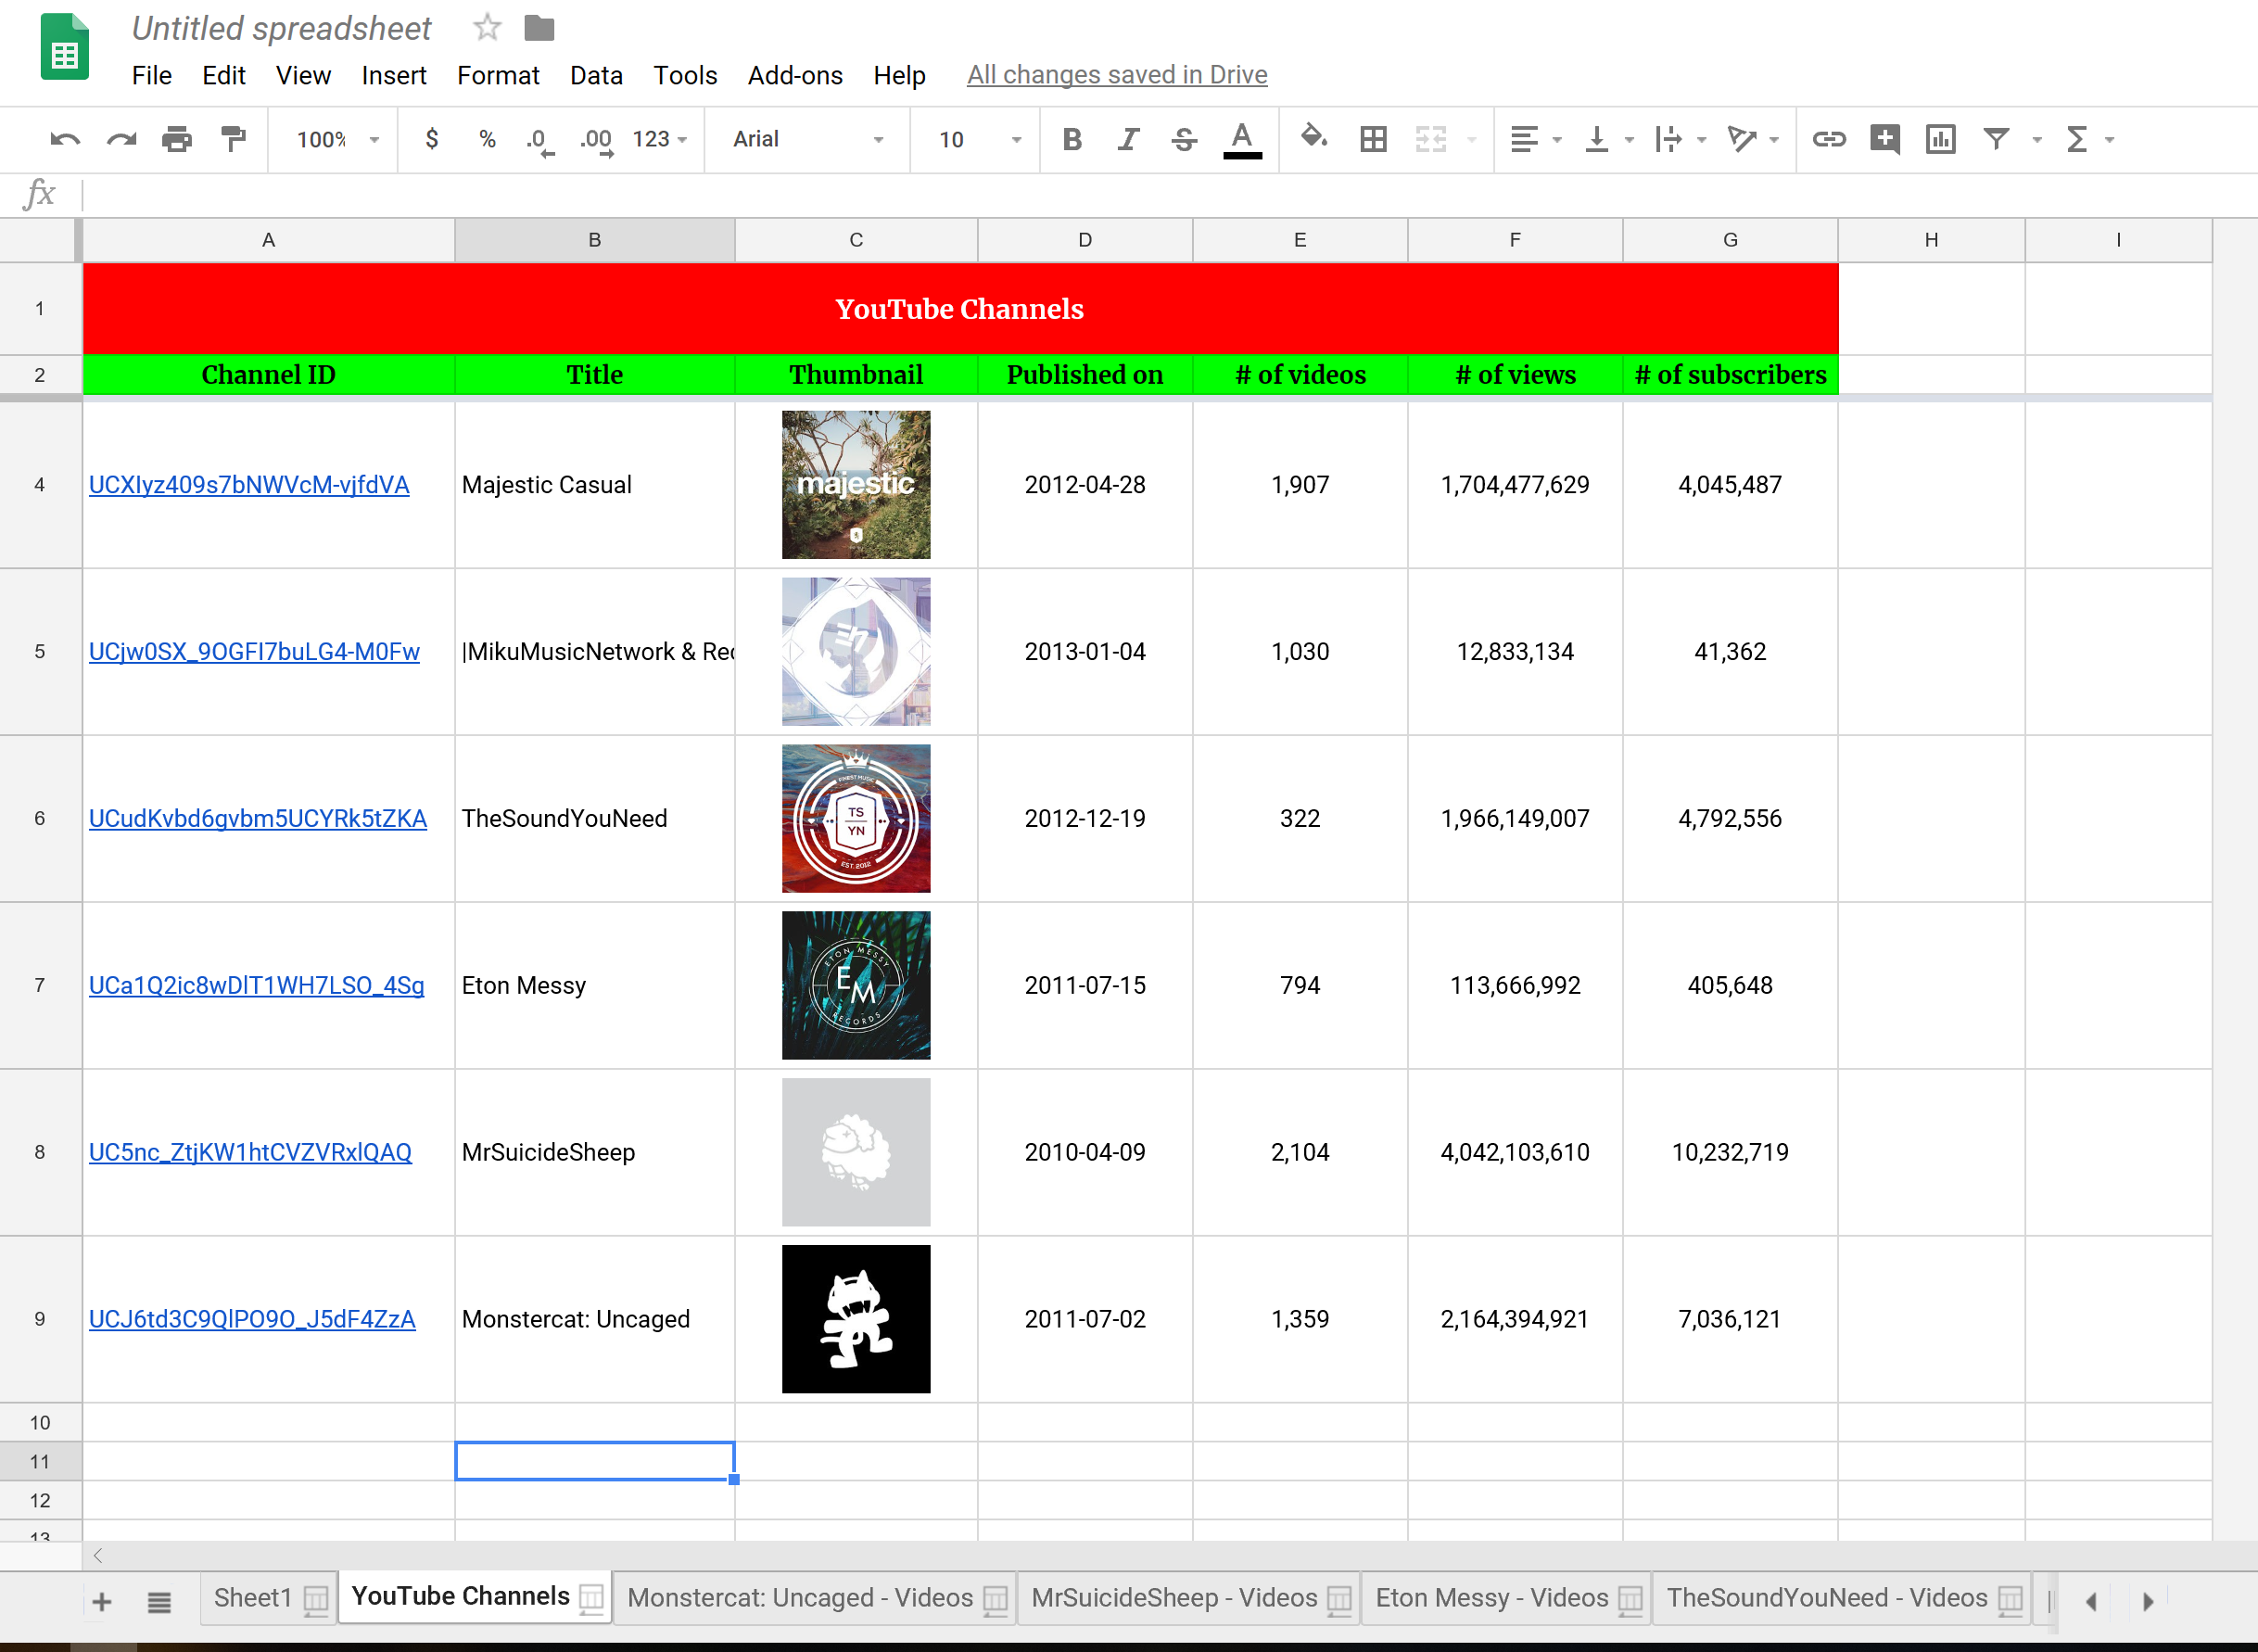 Untitled spreadsheet
File Edit View Insert Format Data Tools Add-ons Help All changes saved in Drive
100% $ % .0 .00 123 Arial 10 B I S A
fx
A B C D E F G H I
1 YouTube Channels
2 Channel ID Title Thumbnail Published on # of videos # of views # of subscribers
majestic
4 UCXIyz409s7bNWVcM-vjfdVA Majestic Casual 2012-04-28 1,907 1,704,477,629 4,045,487
5 UCjw0SX_9OGFI7buLG4-M0Fw |MikuMusicNetwork & Rec 2013-01-04 1,030 12,833,134 41,362
FINEST MUSIC
TS
YN
EST. 2012
6 UCudKvbd6gvbm5UCYRk5tZKA TheSoundYouNeed 2012-12-19 322 1,966,149,007 4,792,556
ETON MESSY
EM
RECORDS
7 UCa1Q2ic8wDlT1WH7LSO_4Sg Eton Messy 2011-07-15 794 113,666,992 405,648
8 UC5nc_ZtjKW1htCVZVRxlQAQ MrSuicideSheep 2010-04-09 2,104 4,042,103,610 10,232,719
9 UCJ6td3C9QlPO9O_J5dF4ZzA Monstercat: Uncaged 2011-07-02 1,359 2,164,394,921 7,036,121
10
11
12
13
Sheet1 YouTube Channels Monstercat: Uncaged - Videos MrSuicideSheep - Videos Eton Messy - Videos TheSoundYouNeed - Videos